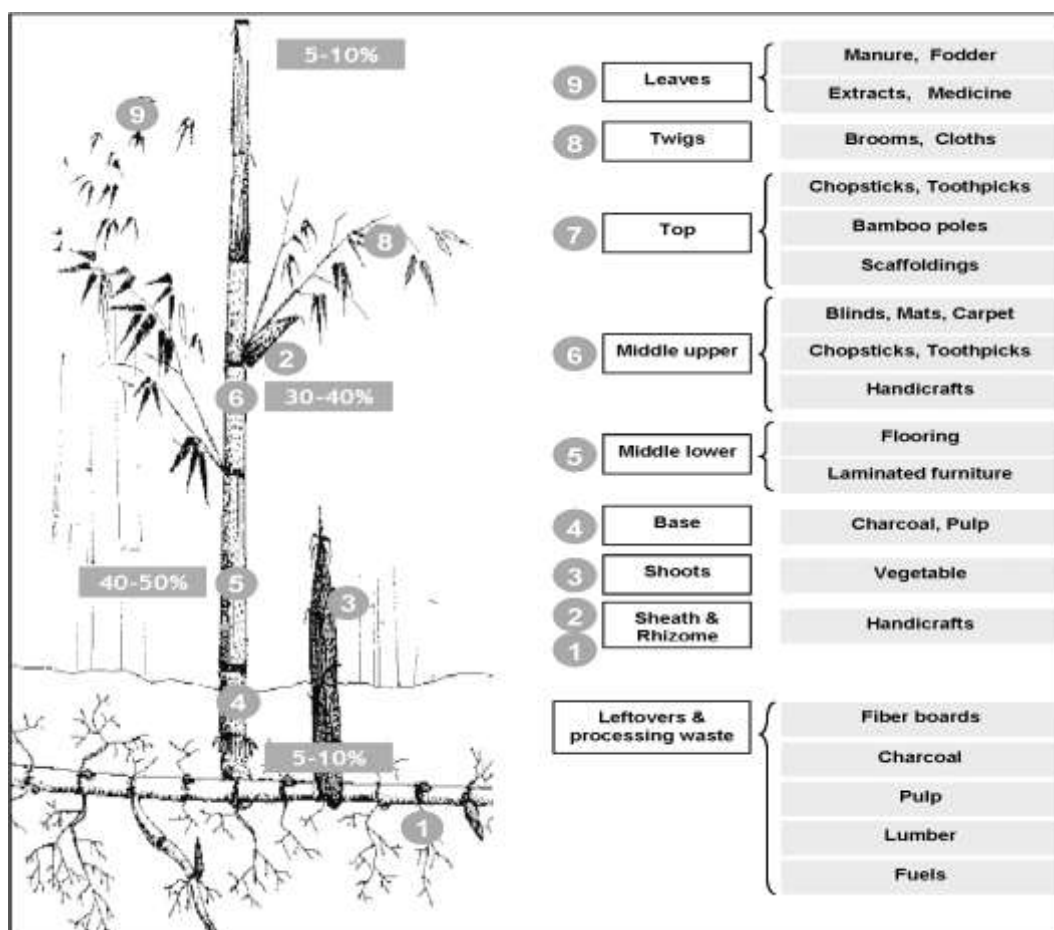 5-10%
9
8
2
6
30-40%
40-50%
5
3
4
5-10%
1
9 Leaves
Manure, Fodder
Extracts, Medicine
8 Twigs
Brooms, Cloths
7 Top
Chopsticks, Toothpicks
Bamboo poles
Scaffoldings
6 Middle upper
Blinds, Mats, Carpet
Chopsticks, Toothpicks
Handicrafts
5 Middle lower
Flooring
Laminated furniture
4 Base
Charcoal, Pulp
3 Shoots
Vegetable
2 Sheath &
1 Rhizome
Handicrafts
Leftovers &
processing waste
Fiber boards
Charcoal
Pulp
Lumber
Fuels